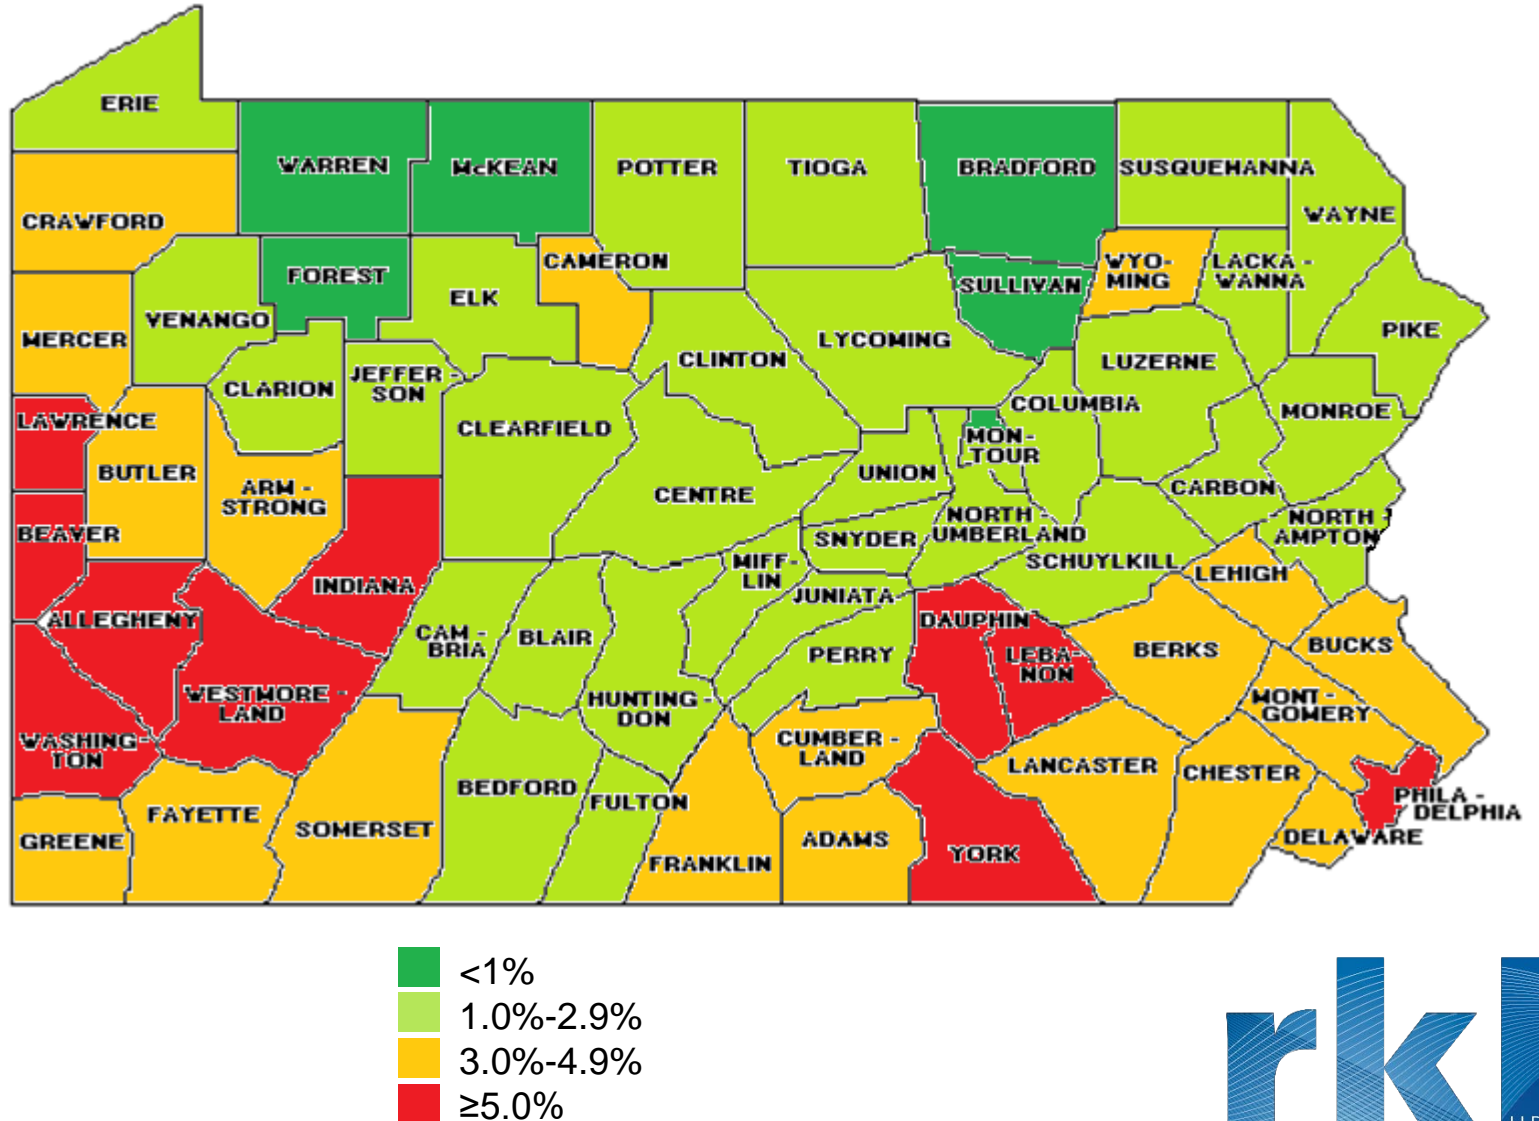 ERIE
WARREN
McKEAN
POTTER
TIOGA
BRADFORD
SUSQUEHANNA
WAYNE
CRAWFORD
FOREST
CAMERON
ELK
SULLIVAN
WYO-
MING
LACKA-
WANNA
PIKE
MERCER
VENANGO
CLARION
JEFFER-
SON
CLINTON
LYCOMING
LUZERNE
COLUMBIA
MONROE
LAWRENCE
BUTLER
ARM-
STRONG
CLEARFIELD
CENTRE
UNION
MON-
TOUR
CARBON
BEAVER
INDIANA
MIFF-
LIN
SNYDER
NORTH-
UMBERLAND
SCHUYLKILL
NORTH-
AMPTON
LEHIGH
ALLEGHENY
CAM-
BRIA
BLAIR
JUNIATA
DAUPHIN
PERRY
LEBA-
NON
BERKS
BUCKS
WESTMORE-
LAND
HUNTING-
DON
MONT-
GOMERY
WASHING-
TON
CUMBER-
LAND
LANCASTER
CHESTER
PHILA-
DELPHIA
GREENE
FAYETTE
SOMERSET
BEDFORD
FULTON
FRANKLIN
ADAMS
YORK
DELAWARE
<1%
1.0%-2.9%
3.0%-4.9%
≥5.0%
rkl